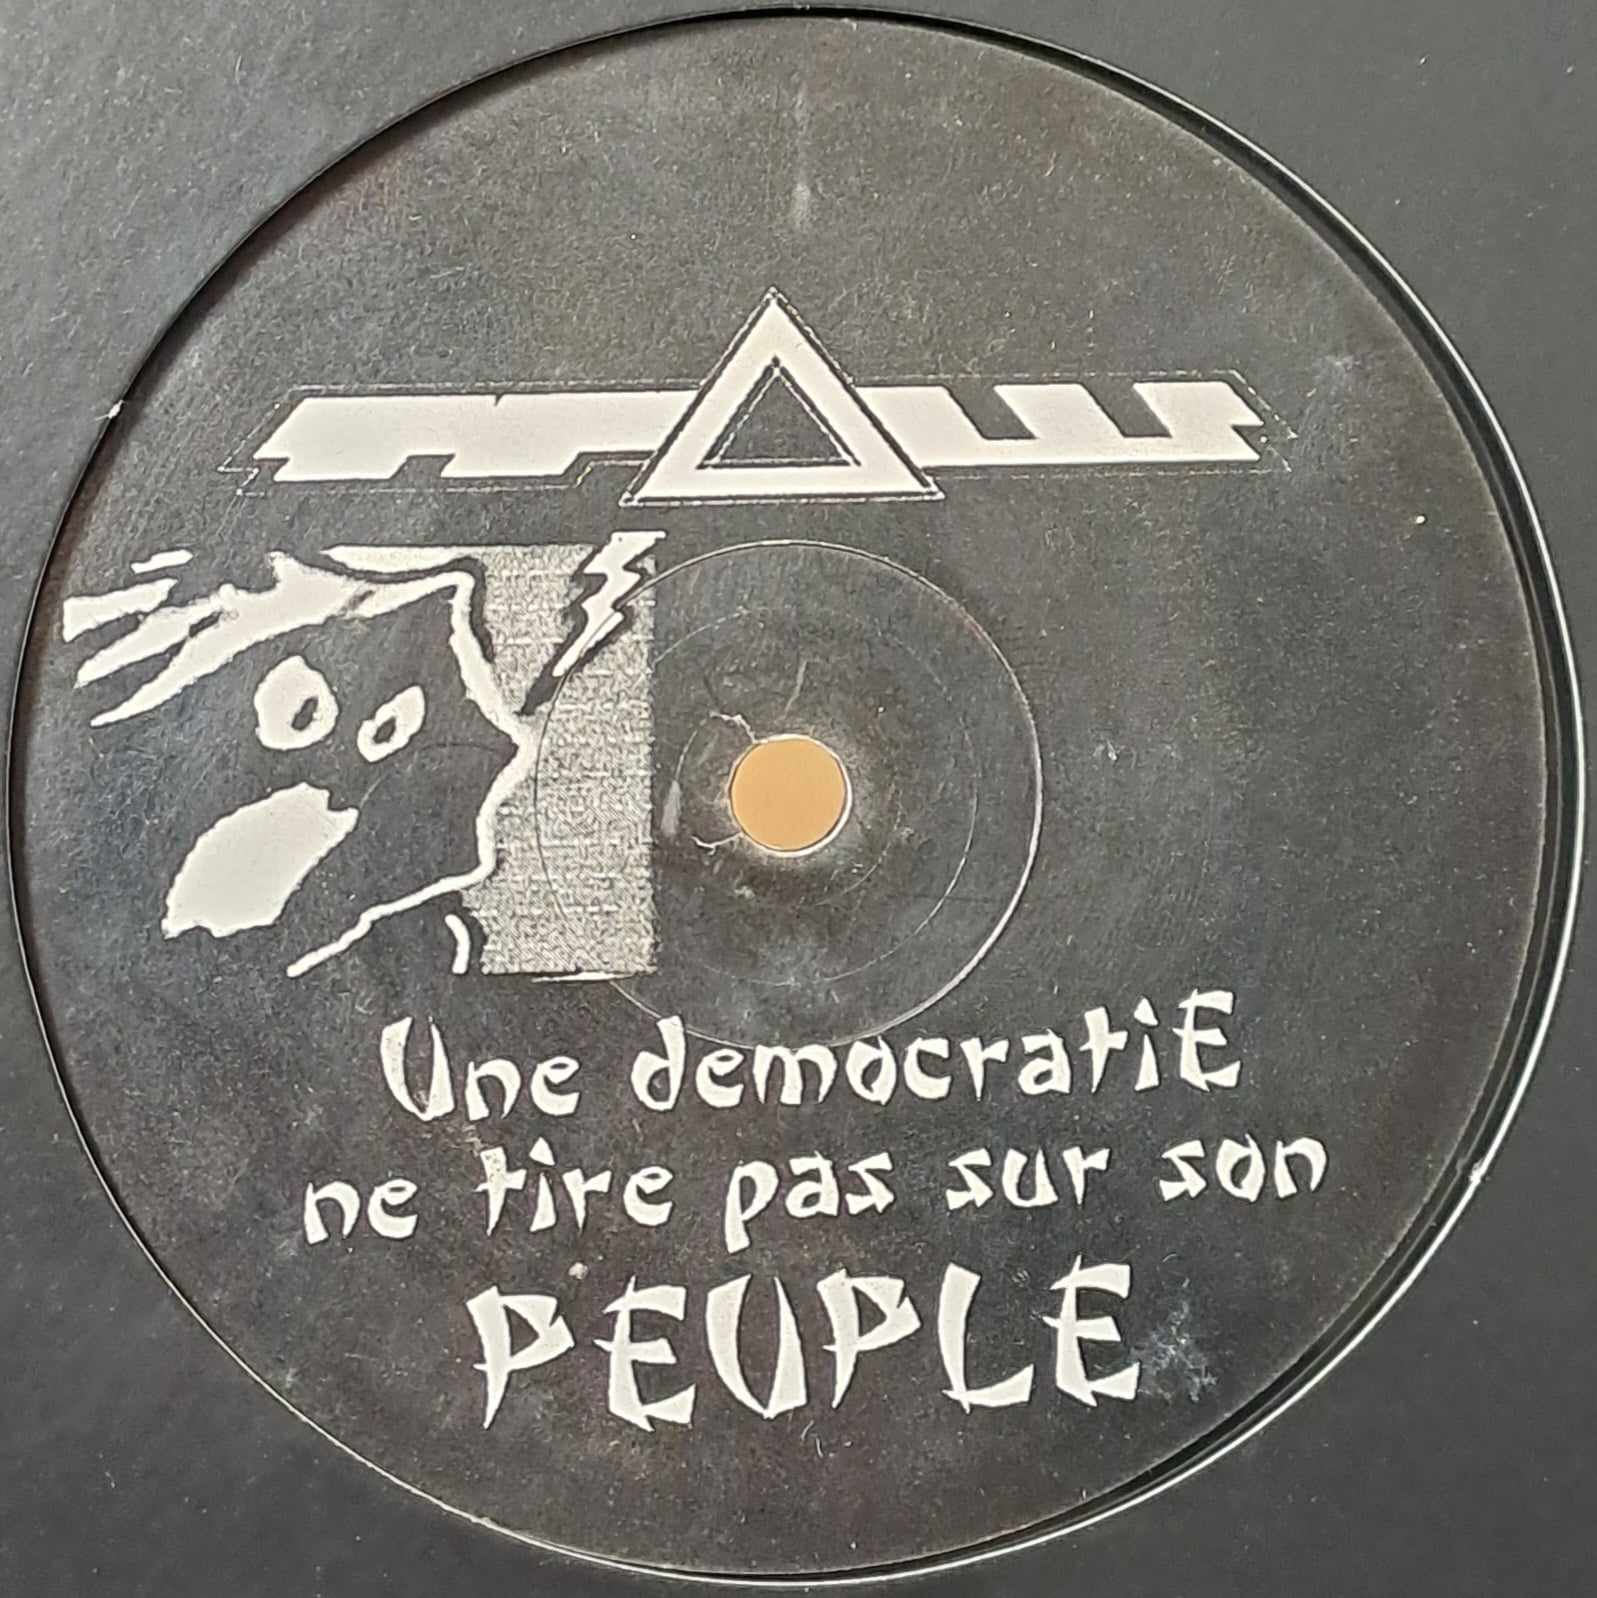 Une democratiE
ne tire pas sur son
PEUPLE